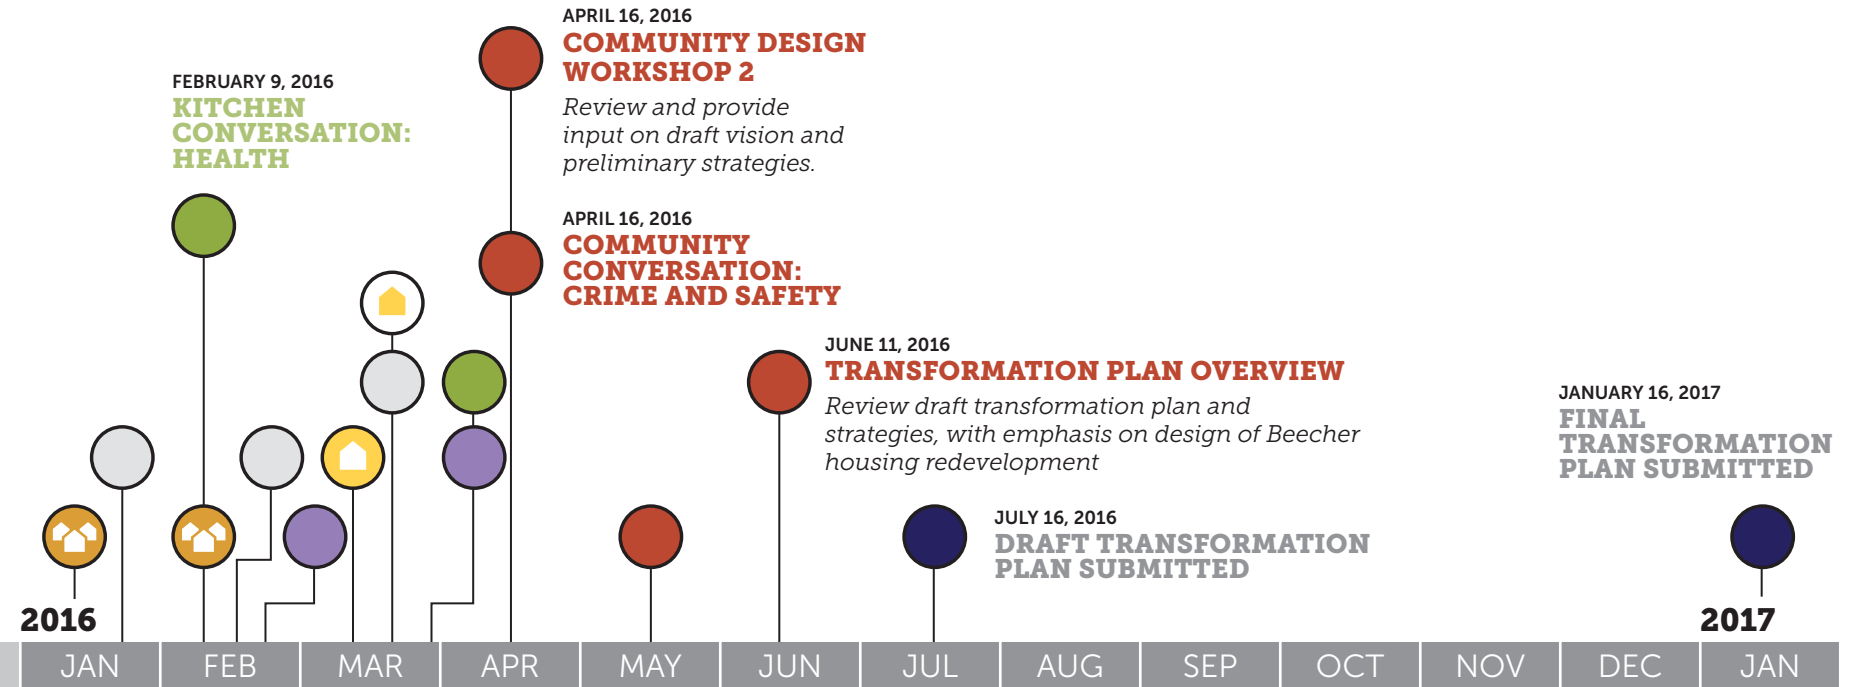 APRIL 16, 2016
COMMUNITY DESIGN
WORKSHOP 2
Review and provide
input on draft vision and
preliminary strategies.
FEBRUARY 9, 2016
KITCHEN
CONVERSATION:
HEALTH
APRIL 16, 2016
COMMUNITY
CONVERSATION:
CRIME AND SAFETY
JUNE 11, 2016
TRANSFORMATION PLAN OVERVIEW
Review draft transformation plan and
strategies, with emphasis on design of Beecher
housing redevelopment
JANUARY 16, 2017
FINAL
TRANSFORMATION
PLAN SUBMITTED
JULY 16, 2016
DRAFT TRANSFORMATION
PLAN SUBMITTED
2016
2017
JAN FEB MAR APR MAY JUN JUL AUG SEP OCT NOV DEC JAN